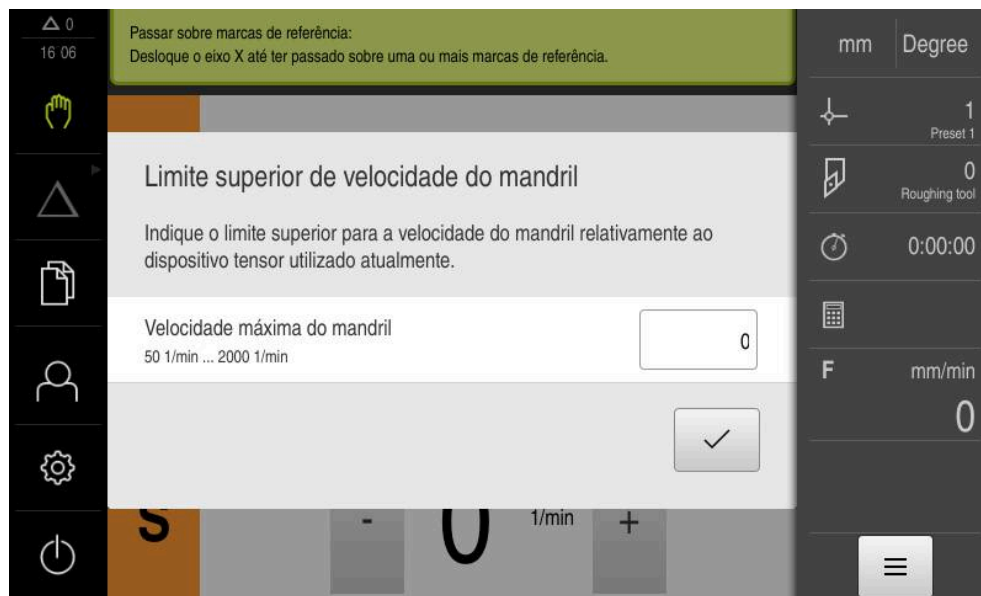 0
16 06
Passar sobre marcas de referência:
Desloque o eixo X até ter passado sobre uma ou mais marcas de referência.
mm
Degree
1
Preset 1
0
Roughing tool
0:00:00
F
mm/min
0
Limite superior de velocidade do mandril
Indique o limite superior para a velocidade do mandril relativamente ao
dispositivo tensor utilizado atualmente.
Velocidade máxima do mandril
50 1/min ... 2000 1/min
0
S
-
0
1/min
+